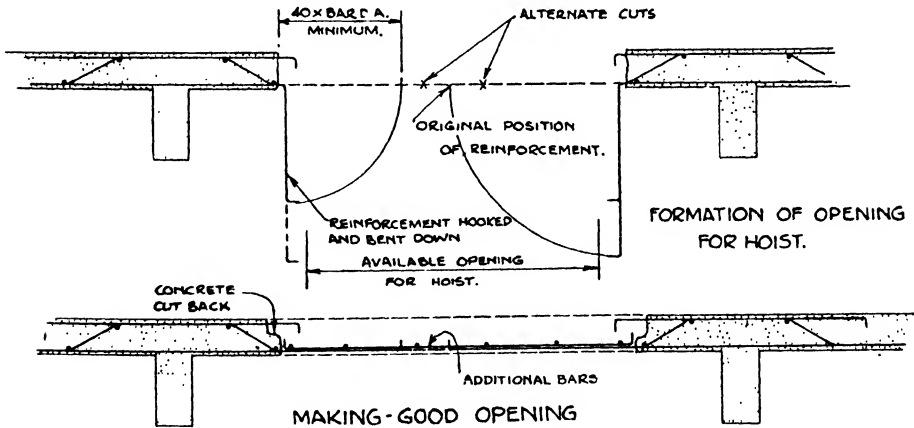 40 × BAR DIA.
MINIMUM.
ALTERNATE CUTS
ORIGINAL POSITION
OF REINFORCEMENT.
REINFORCEMENT HOOKED
AND BENT DOWN
FORMATION OF OPENING
FOR HOIST.
AVAILABLE OPENING
FOR HOIST.
CONCRETE
CUT BACK
ADDITIONAL BARS
MAKING-GOOD OPENING